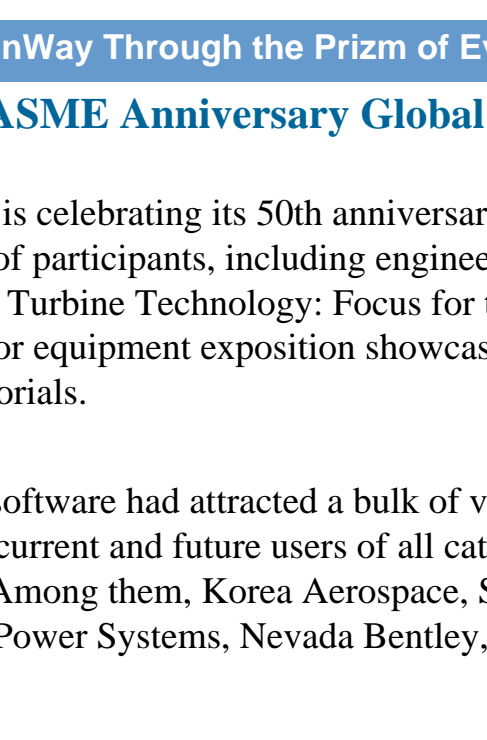 nWay Through the Prizm of Ev
ASME Anniversary Global
is celebrating its 50th anniversar
of participants, including enginee
Turbine Technology: Focus for t
or equipment exposition showcas
orials.
software had attracted a bulk of v
current and future users of all cat
Among them, Korea Aerospace, S
Power Systems, Nevada Bentley,